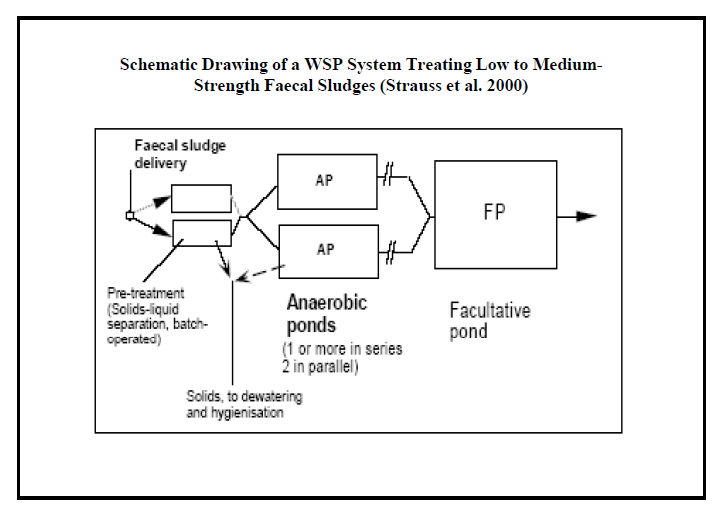 Schematic Drawing of a WSP System Treating Low to Medium-
Strength Faecal Sludges (Strauss et al. 2000)
Faecal sludge
delivery
AP
FP
AP
Pre-treatment
(Solids-liquid
separation, batch-
operated)
Anaerobic
ponds
(1 or more in series
2 in parallel)
Facultative
pond
Solids, to dewatering
and hygienisation